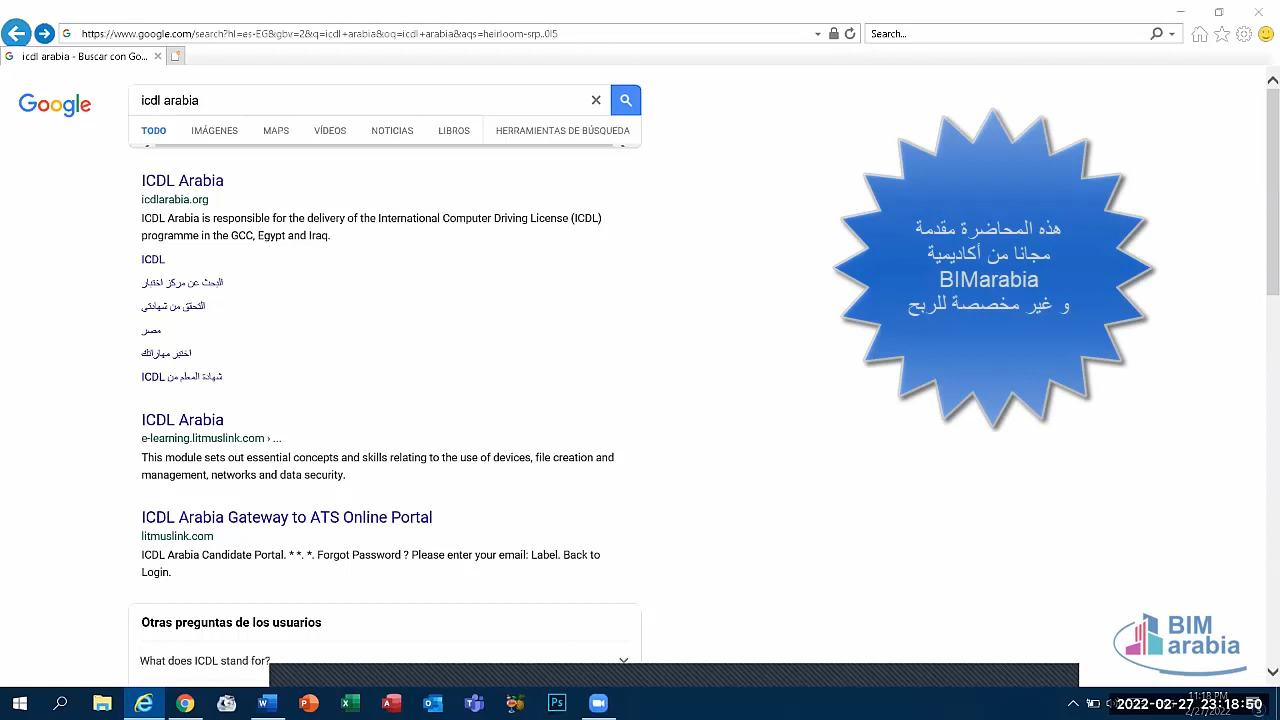 https://www.google.com/search?hl=es-EG&gbv=2&q=icdl+arabia&oq=icdl+arabia&aqs=heirloom-srp..0l5
Search...
icdl arabia - Buscar con Go...
Google
icdl arabia
TODO
IMÁGENES
MAPS
VÍDEOS
NOTICIAS
LIBROS
HERRAMIENTAS DE BÚSQUEDA
ICDL Arabia
icdlarabia.org
ICDL Arabia is responsible for the delivery of the International Computer Driving License (ICDL)
programme in the GCC, Egypt and Iraq.
ICDL
البحث عن مركز اختبار
التحقق من شهادتي
مصر
اختبر مهاراتك
شهادة المعلم من ICDL
ICDL Arabia
e-learning.litmuslink.com › ...
This module sets out essential concepts and skills relating to the use of devices, file creation and
management, networks and data security.
ICDL Arabia Gateway to ATS Online Portal
litmuslink.com
ICDL Arabia Candidate Portal. * *. *. Forgot Password ? Please enter your email: Label. Back to
Login.
Otras preguntas de los usuarios
What does ICDL stand for?
هذه المحاضرة مقدمة
مجانا من أكاديمية
BIMarabia
و غير مخصصة للربح
BIM
arabia
11:18 PM
2/27/2022
2022-02-27 23:18:50